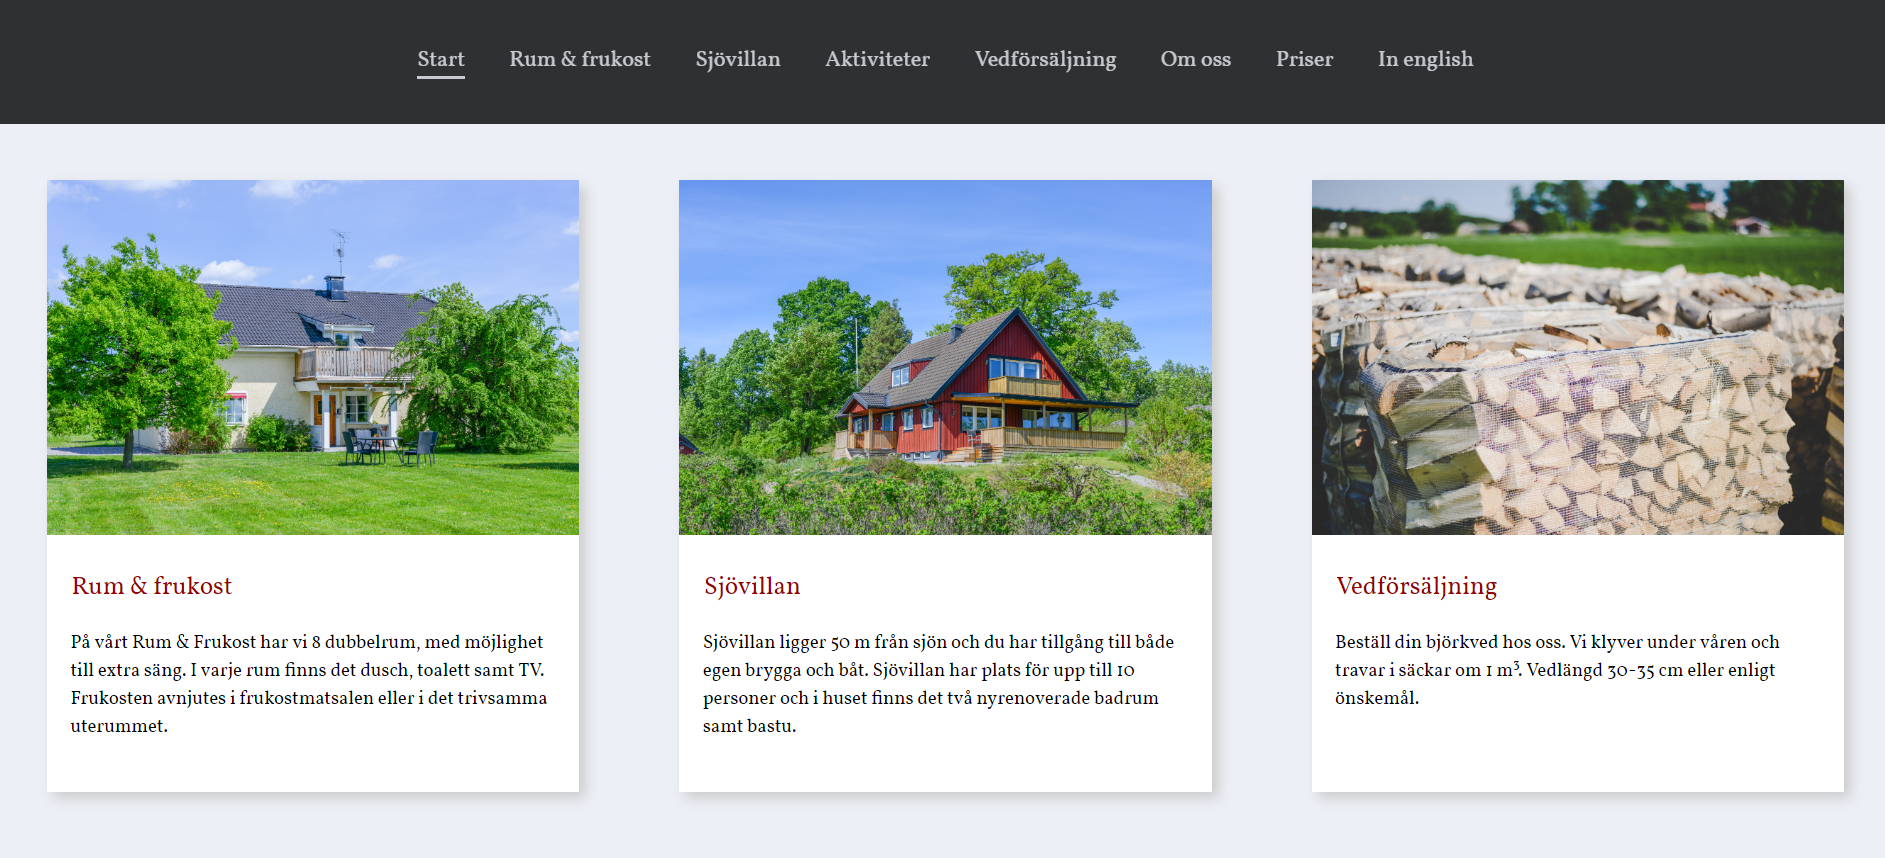 Start Rum & frukost Sjövillan Aktiviteter Vedförsäljning Om oss Priser In english
Rum & frukost
På vårt Rum & Frukost har vi 8 dubbelrum, med möjlighet
till extra säng. I varje rum finns det dusch, toalett samt TV.
Frukosten avnjutes i frukostmatsalen eller i det trivsamma
uterummet.
Sjövillan
Sjövillan ligger 50 m från sjön och du har tillgång till både
egen brygga och båt. Sjövillan har plats för upp till 10
personer och i huset finns det två nyrenoverade badrum
samt bastu.
Vedförsäljning
Beställ din björkved hos oss. Vi klyver under våren och
travar i säckar om 1 m³. Vedlängd 30-35 cm eller enligt
önskemål.